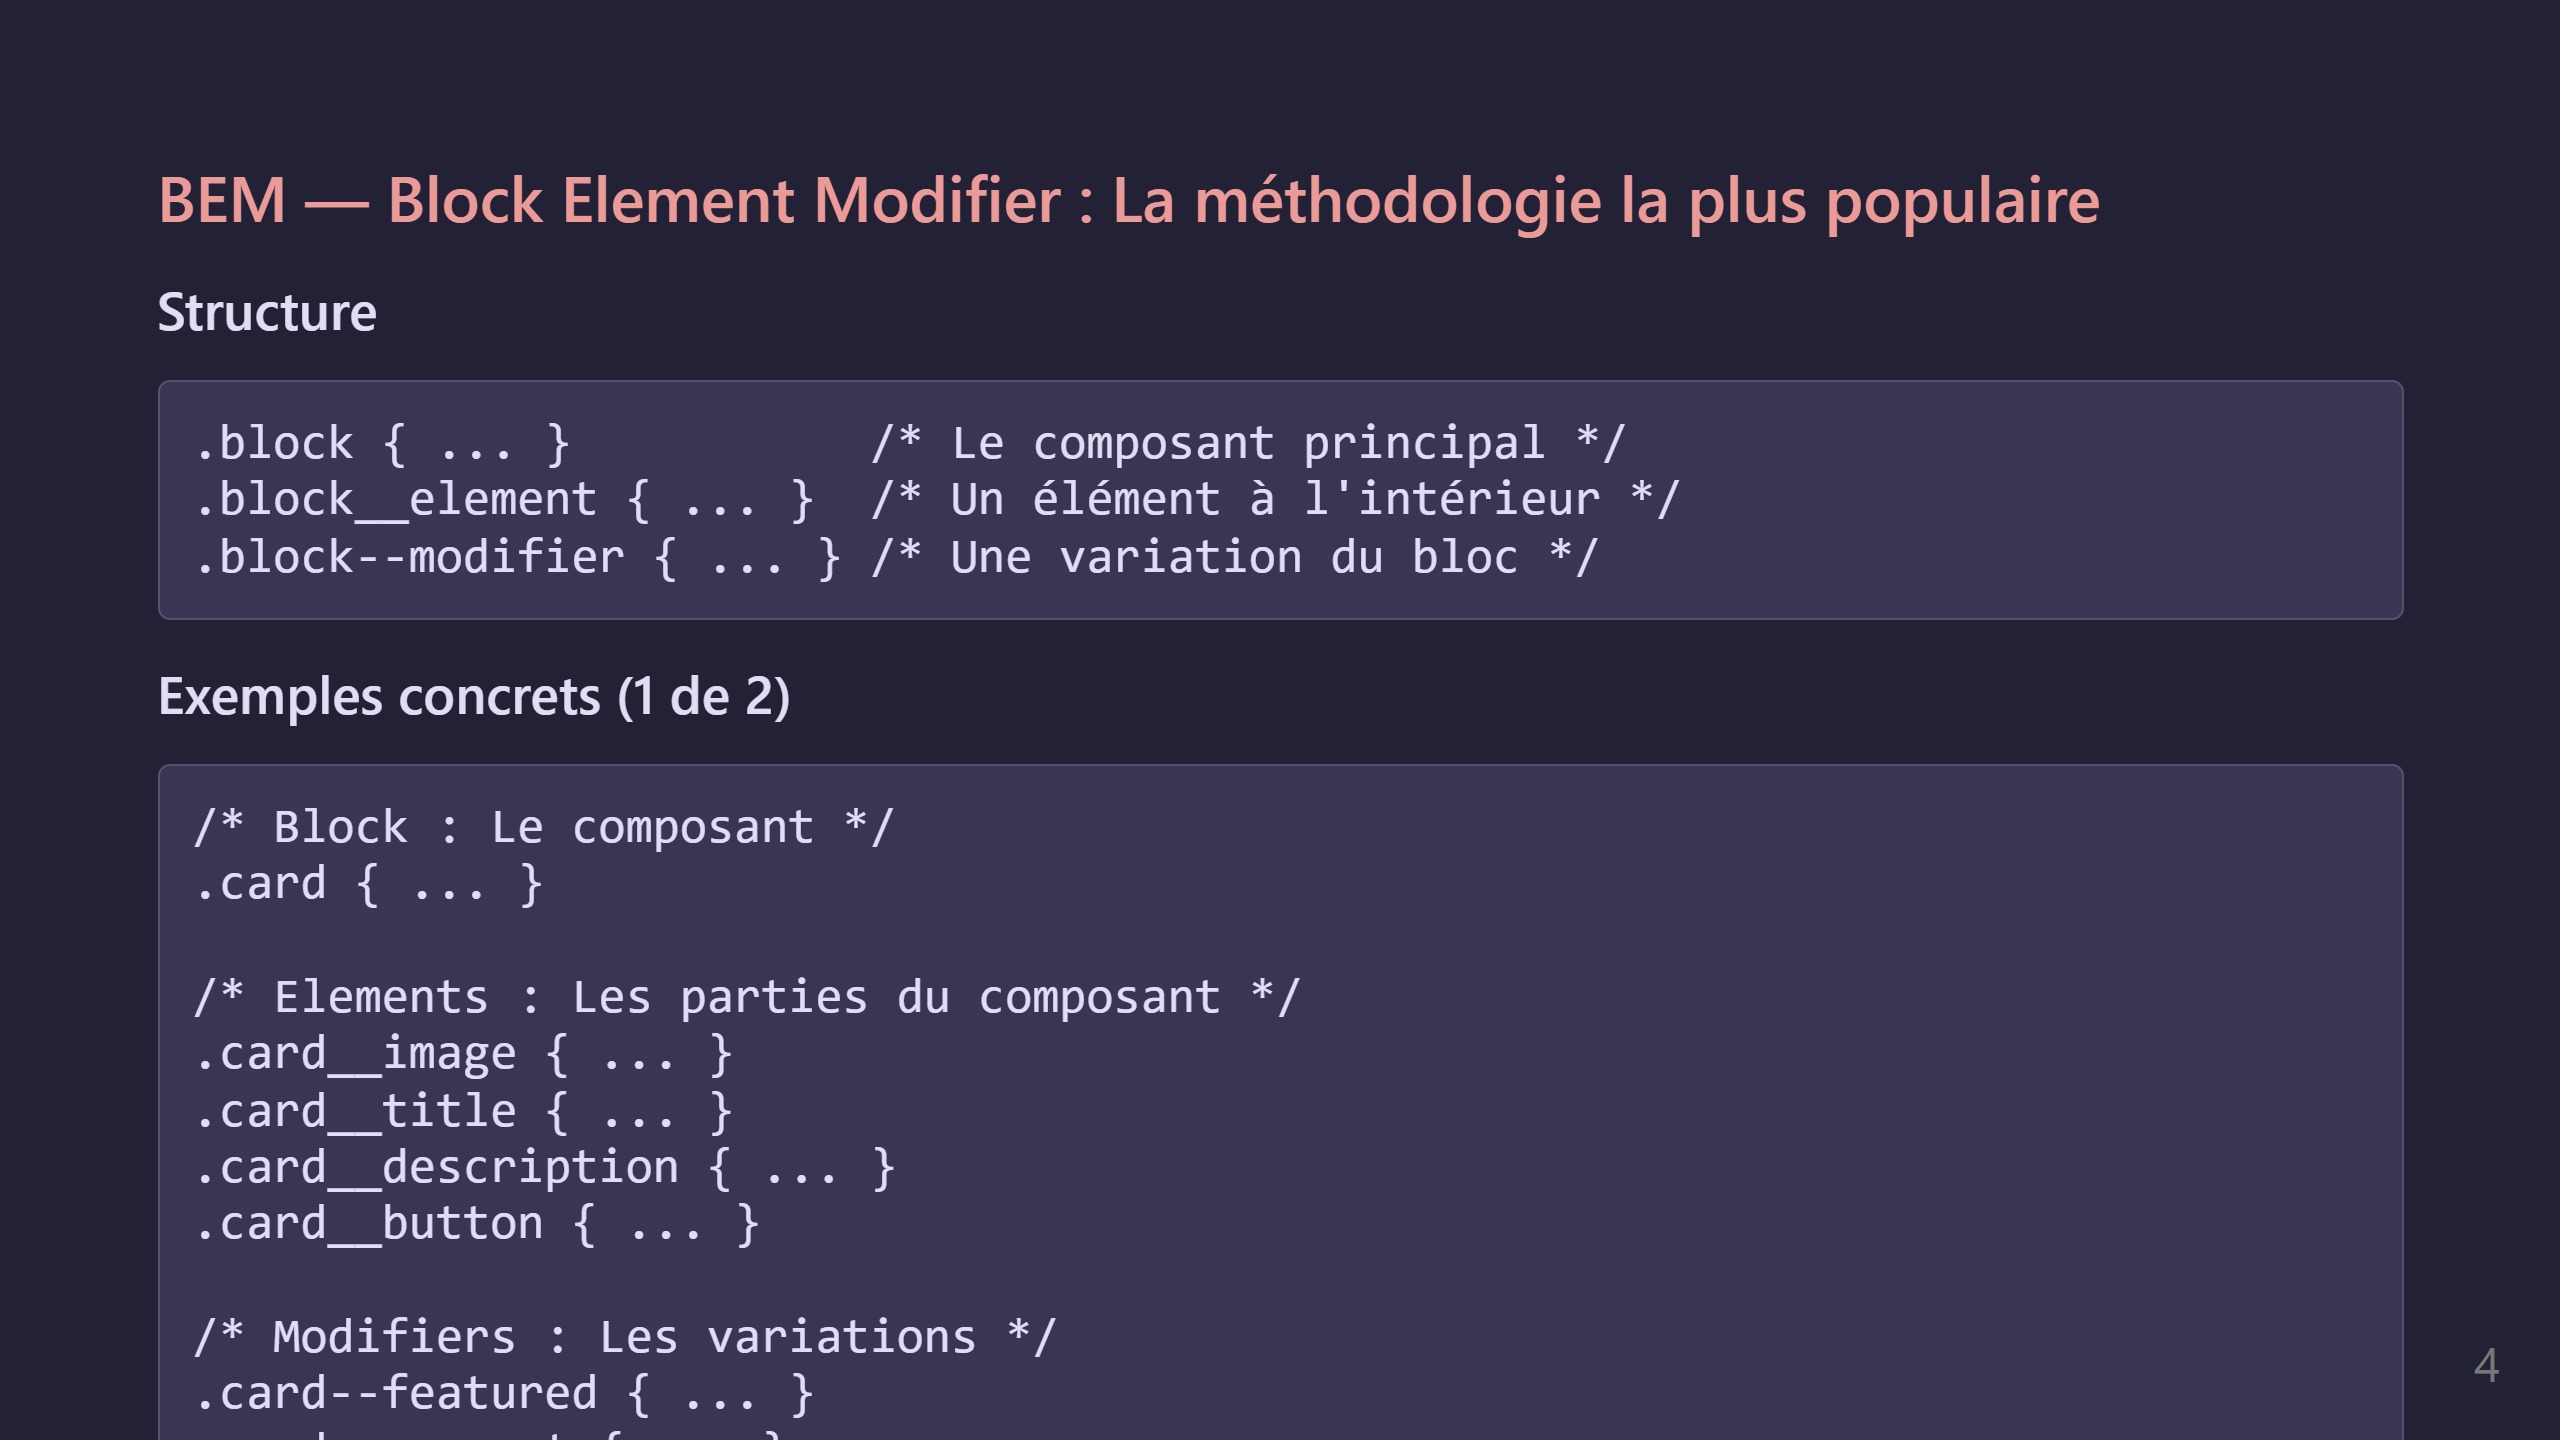 BEM — Block Element Modifier : La méthodologie la plus populaire
Structure
.block { ... }           /* Le composant principal */
.block__element { ... }  /* Un élément à l'intérieur */
.block--modifier { ... } /* Une variation du bloc */
Exemples concrets (1 de 2)
/* Block : Le composant */
.card { ... }
/* Elements : Les parties du composant */
.card__image { ... }
.card__title { ... }
.card__description { ... }
.card__button { ... }
/* Modifiers : Les variations */
.card--featured { ... }
4